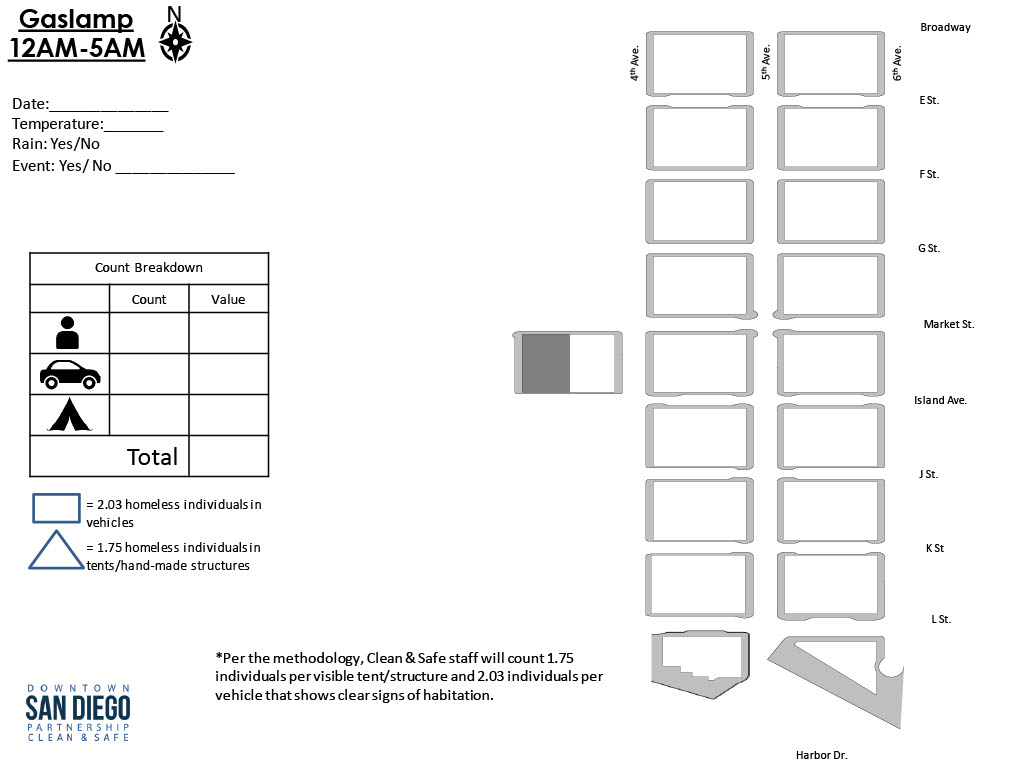 Gaslamp
12AM-5AM
N
Date:______________
Temperature:_______
Rain: Yes/No
Event: Yes/ No ______________
Count Breakdown
Count Value
Total
= 2.03 homeless individuals in
vehicles
= 1.75 homeless individuals in
tents/hand-made structures
*Per the methodology, Clean & Safe staff will count 1.75
individuals per visible tent/structure and 2.03 individuals per
vehicle that shows clear signs of habitation.
DOWNTOWN
SAN DIEGO
PARTNERSHIP
CLEAN & SAFE
4th Ave.
5th Ave.
6th Ave.
Broadway
E St.
F St.
G St.
Market St.
Island Ave.
J St.
K St
L St.
Harbor Dr.